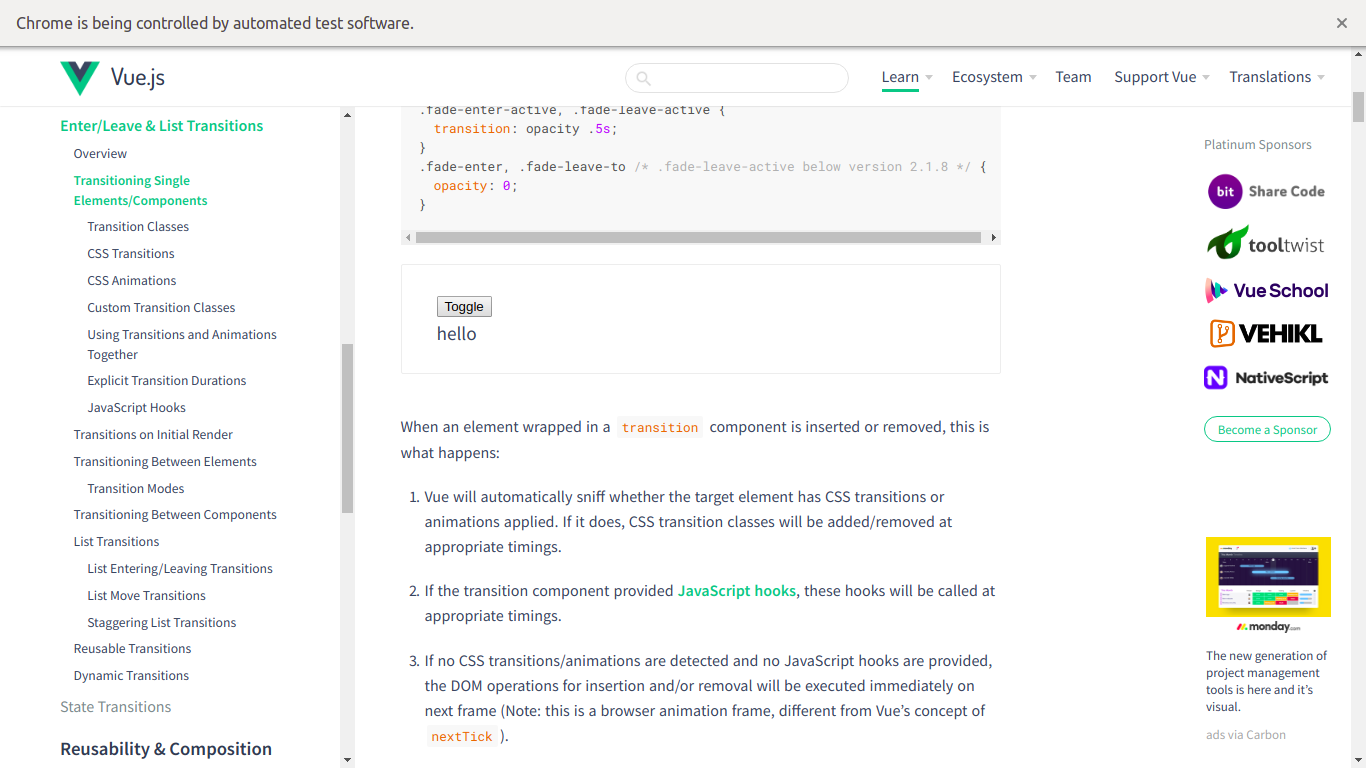 Chrome is being controlled by automated test software.
Vue.js
Learn
Ecosystem
Team
Support Vue
Translations
Enter/Leave & List Transitions
Overview
Transitioning Single
Elements/Components
Transition Classes
CSS Transitions
CSS Animations
Custom Transition Classes
Using Transitions and Animations
Together
Explicit Transition Durations
JavaScript Hooks
Transitions on Initial Render
Transitioning Between Elements
Transition Modes
Transitioning Between Components
List Transitions
List Entering/Leaving Transitions
List Move Transitions
Staggering List Transitions
Reusable Transitions
Dynamic Transitions
State Transitions
Reusability & Composition
.fade-enter-active, .fade-leave-active {
transition: opacity .5s;
}
.fade-enter, .fade-leave-to /* .fade-leave-active below version 2.1.8 */ {
opacity: 0;
}
Toggle
hello
When an element wrapped in a transition component is inserted or removed, this is
what happens:
1. Vue will automatically sniff whether the target element has CSS transitions or
animations applied. If it does, CSS transition classes will be added/removed at
appropriate timings.
2. If the transition component provided JavaScript hooks, these hooks will be called at
appropriate timings.
3. If no CSS transitions/animations are detected and no JavaScript hooks are provided,
the DOM operations for insertion and/or removal will be executed immediately on
next frame (Note: this is a browser animation frame, different from Vue's concept of
nextTick ).
Platinum Sponsors
bit Share Code
tooltwist
Vue School
VEHIKL
NativeScript
Become a Sponsor
monday.com
The new generation of
project management
tools is here and it's
visual.
ads via Carbon